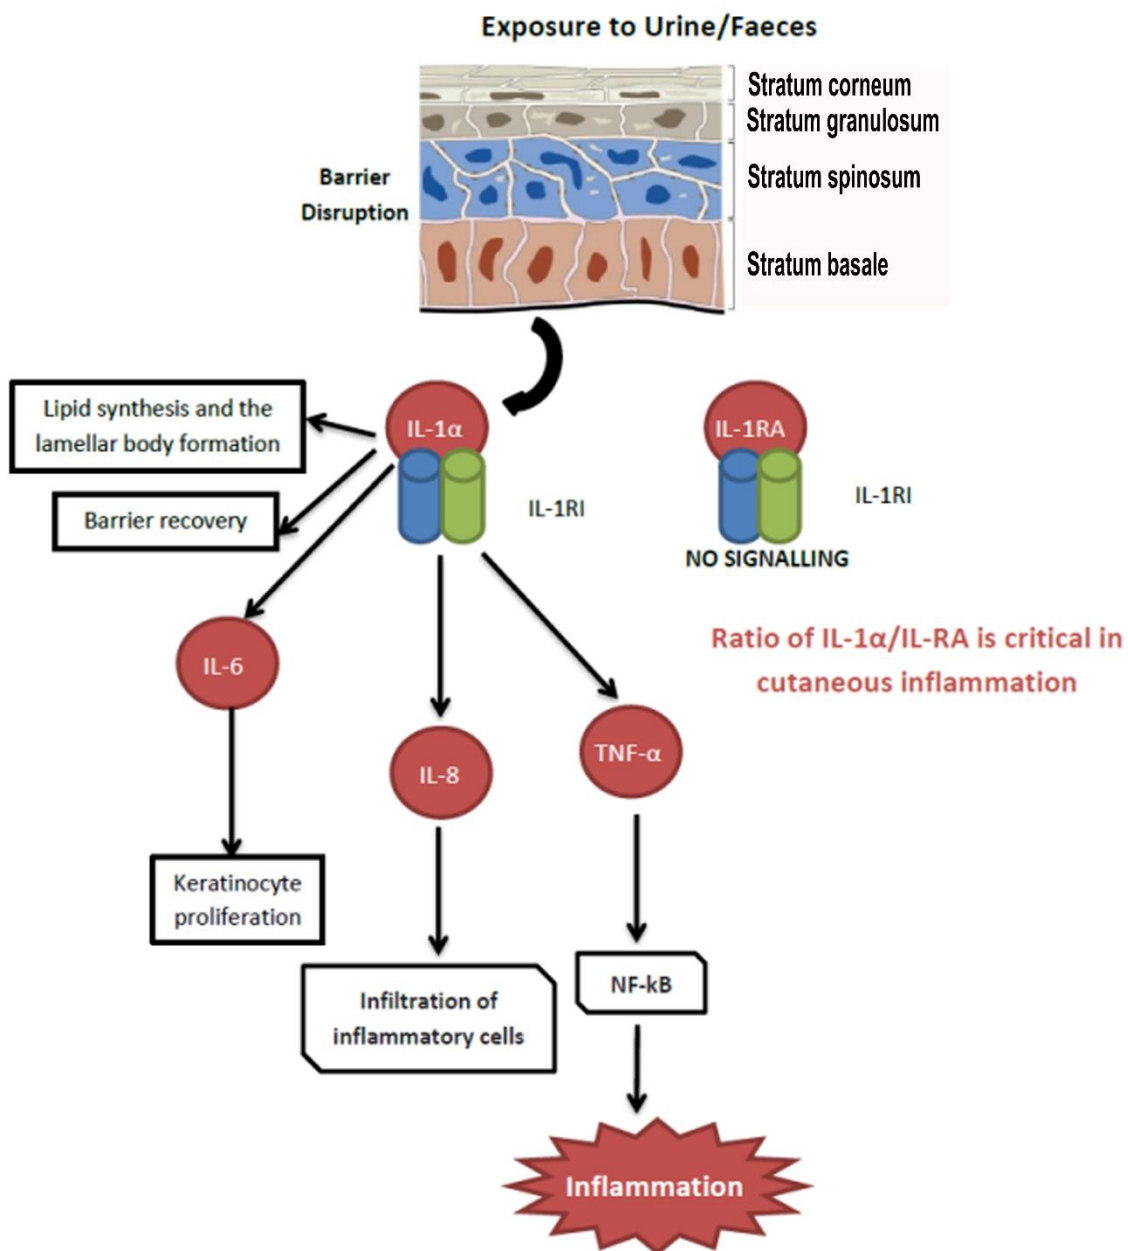 Exposure to Urine/Faeces
Stratum corneum
Stratum granulosum
Stratum spinosum
Stratum basale
Barrier
Disruption
Lipid synthesis and the
lamellar body formation
Barrier recovery
IL-1α
IL-1RI
IL-1RA
IL-1RI
NO SIGNALLING
Ratio of IL-1α/IL-RA is critical in
cutaneous inflammation
IL-6
IL-8
TNF-α
Keratinocyte
proliferation
Infiltration of
inflammatory cells
NF-kB
Inflammation